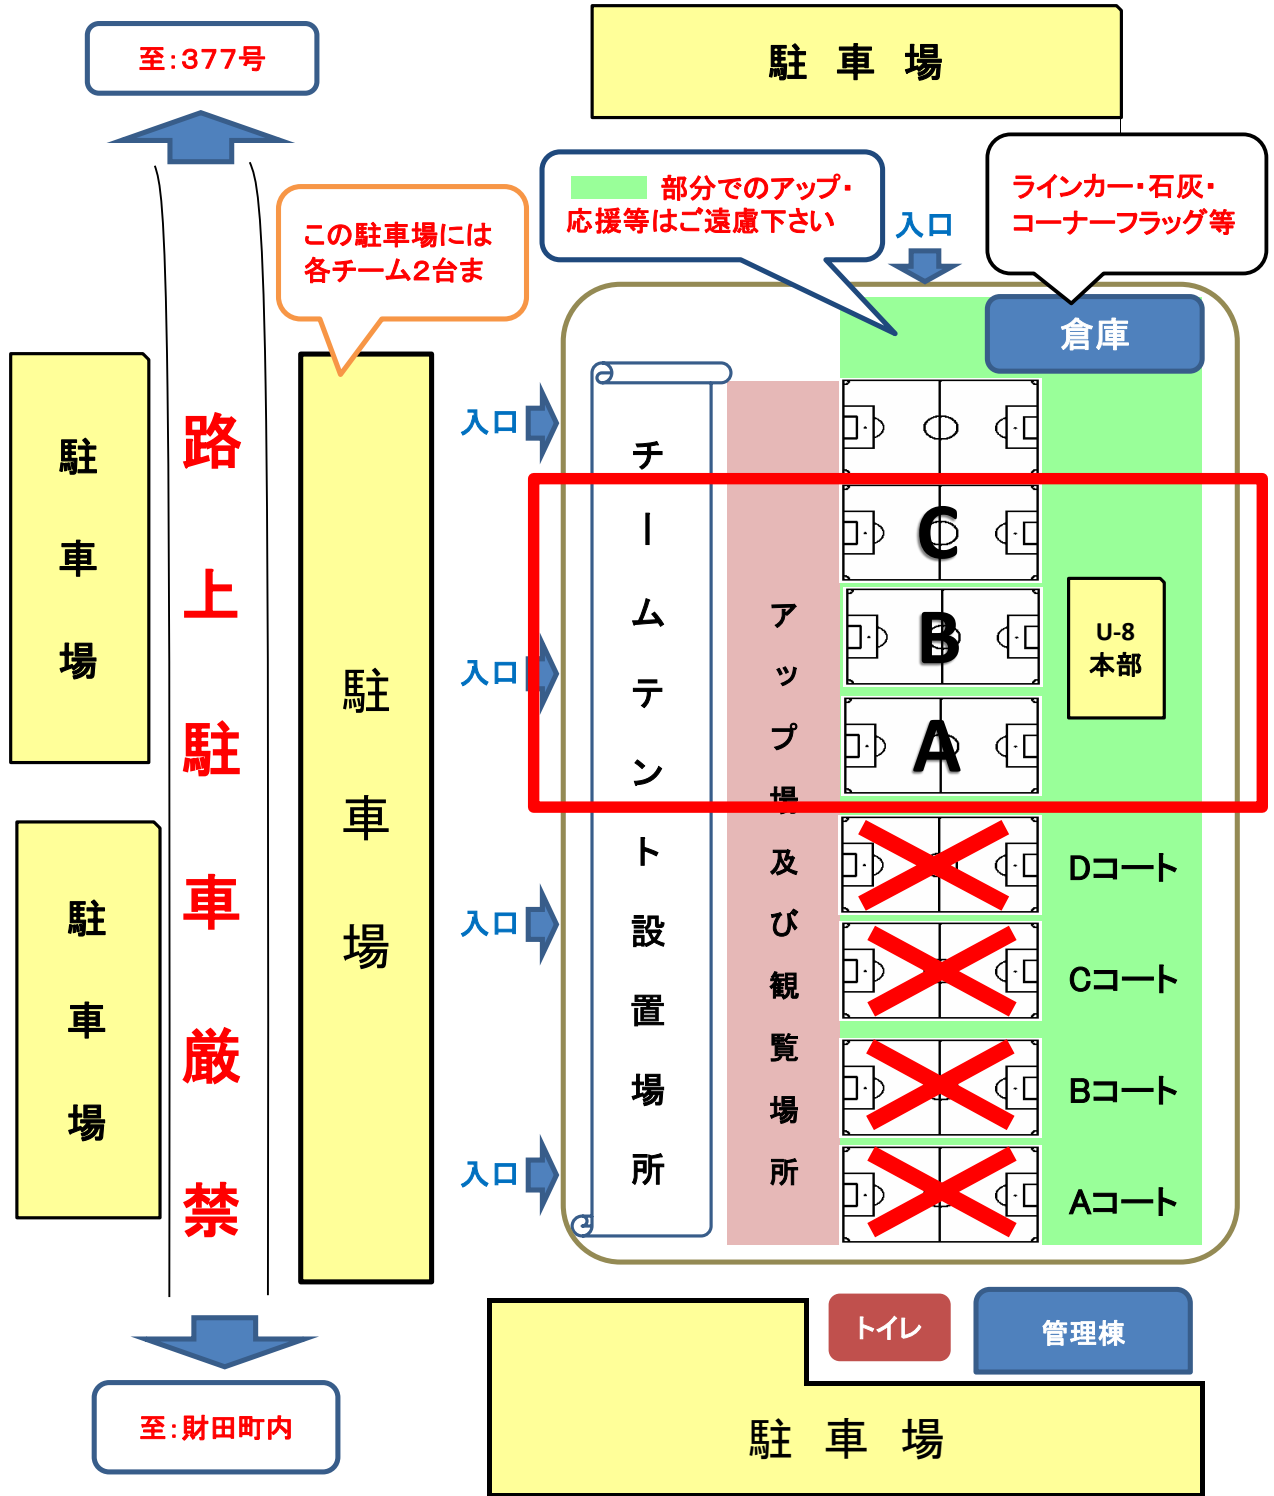 至：３７７号
駐 車 場
この駐車場には
各チーム２台ま
部分でのアップ・
応援等はご遠慮下さい
入口
ラインカー・石灰・
コーナーフラッグ等
倉庫
駐車場
駐車場
路上駐車厳禁
駐車場
入口
入口
入口
入口
チームテント設置場所
アップ場及び観覧場所
C
B
A
U-8
本部
Dコート
Cコート
Bコート
Aコート
トイレ
管理棟
駐 車 場
至：財田町内